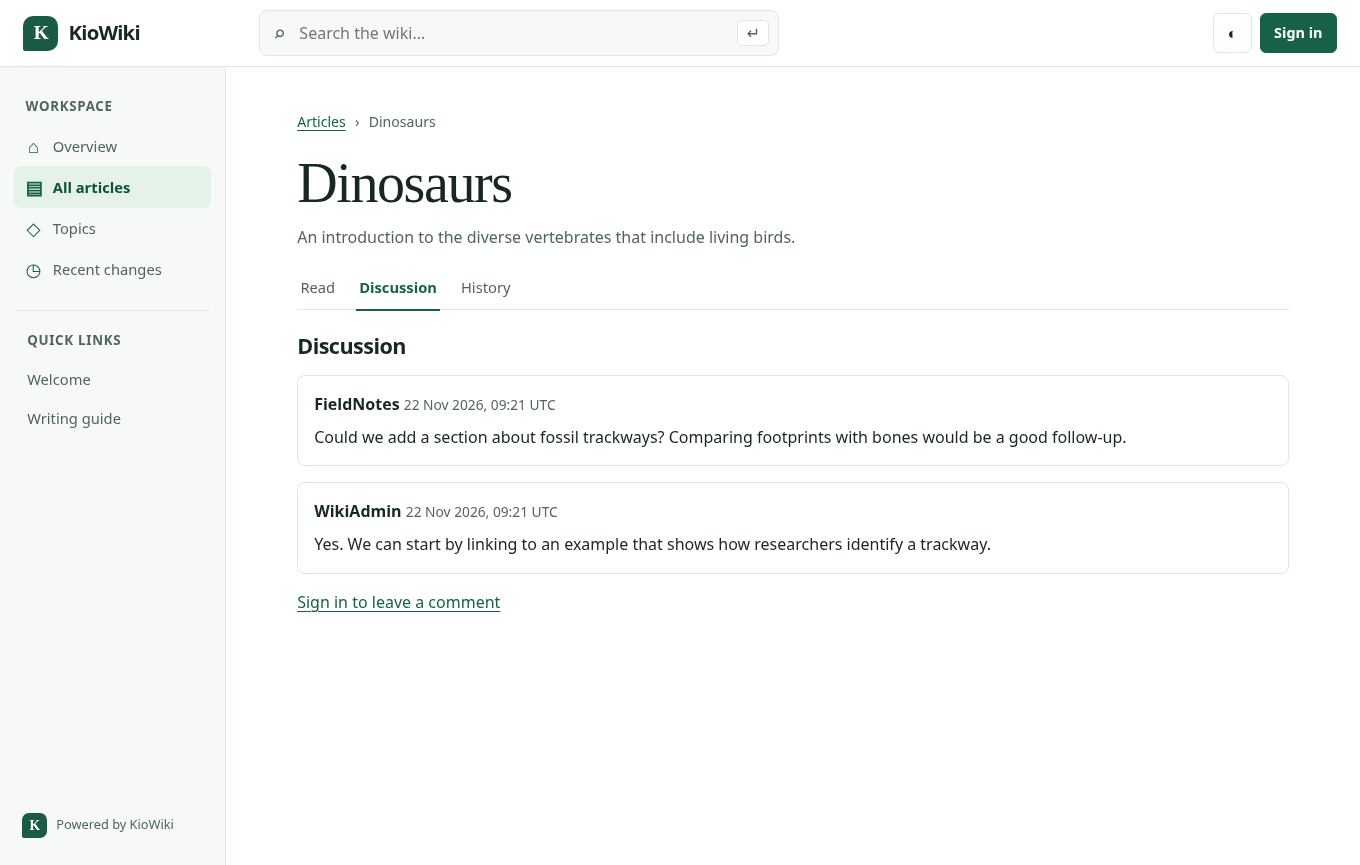 K KioWiki
Search the wiki...
Sign in
WORKSPACE
Overview
All articles
Topics
Recent changes
QUICK LINKS
Welcome
Writing guide
K Powered by KioWiki
Articles › Dinosaurs
Dinosaurs
An introduction to the diverse vertebrates that include living birds.
Read Discussion History
Discussion
FieldNotes 22 Nov 2026, 09:21 UTC
Could we add a section about fossil trackways? Comparing footprints with bones would be a good follow-up.
WikiAdmin 22 Nov 2026, 09:21 UTC
Yes. We can start by linking to an example that shows how researchers identify a trackway.
Sign in to leave a comment